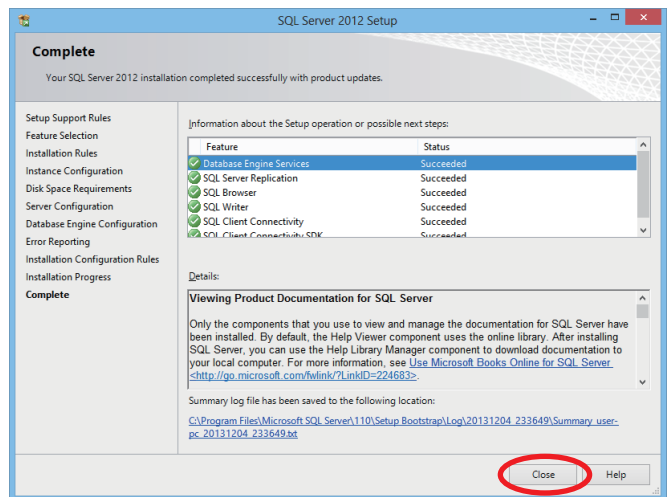 SQL Server 2012 Setup
Complete
Your SQL Server 2012 installation completed successfully with product updates.
Setup Support Rules
Feature Selection
Installation Rules
Instance Configuration
Disk Space Requirements
Server Configuration
Database Engine Configuration
Error Reporting
Installation Configuration Rules
Installation Progress
Complete
Information about the Setup operation or possible next steps:
Feature Status
Database Engine Services Succeeded
SQL Server Replication Succeeded
SQL Browser Succeeded
SQL Writer Succeeded
SQL Client Connectivity Succeeded
SQL Client Connectivity SDK Succeeded
Details:
Viewing Product Documentation for SQL Server
Only the components that you use to view and manage the documentation for SQL Server have
been installed. By default, the Help Viewer component uses the online library. After installing
SQL Server, you can use the Help Library Manager component to download documentation to
your local computer. For more information, see Use Microsoft Books Online for SQL Server
<http://go.microsoft.com/fwlink/?LinkID=224683>.
Summary log file has been saved to the following location:
C:\Program Files\Microsoft SQL Server\110\Setup Bootstrap\Log\20131204_233649\Summary_user-
pc_20131204_233649.txt
Close Help